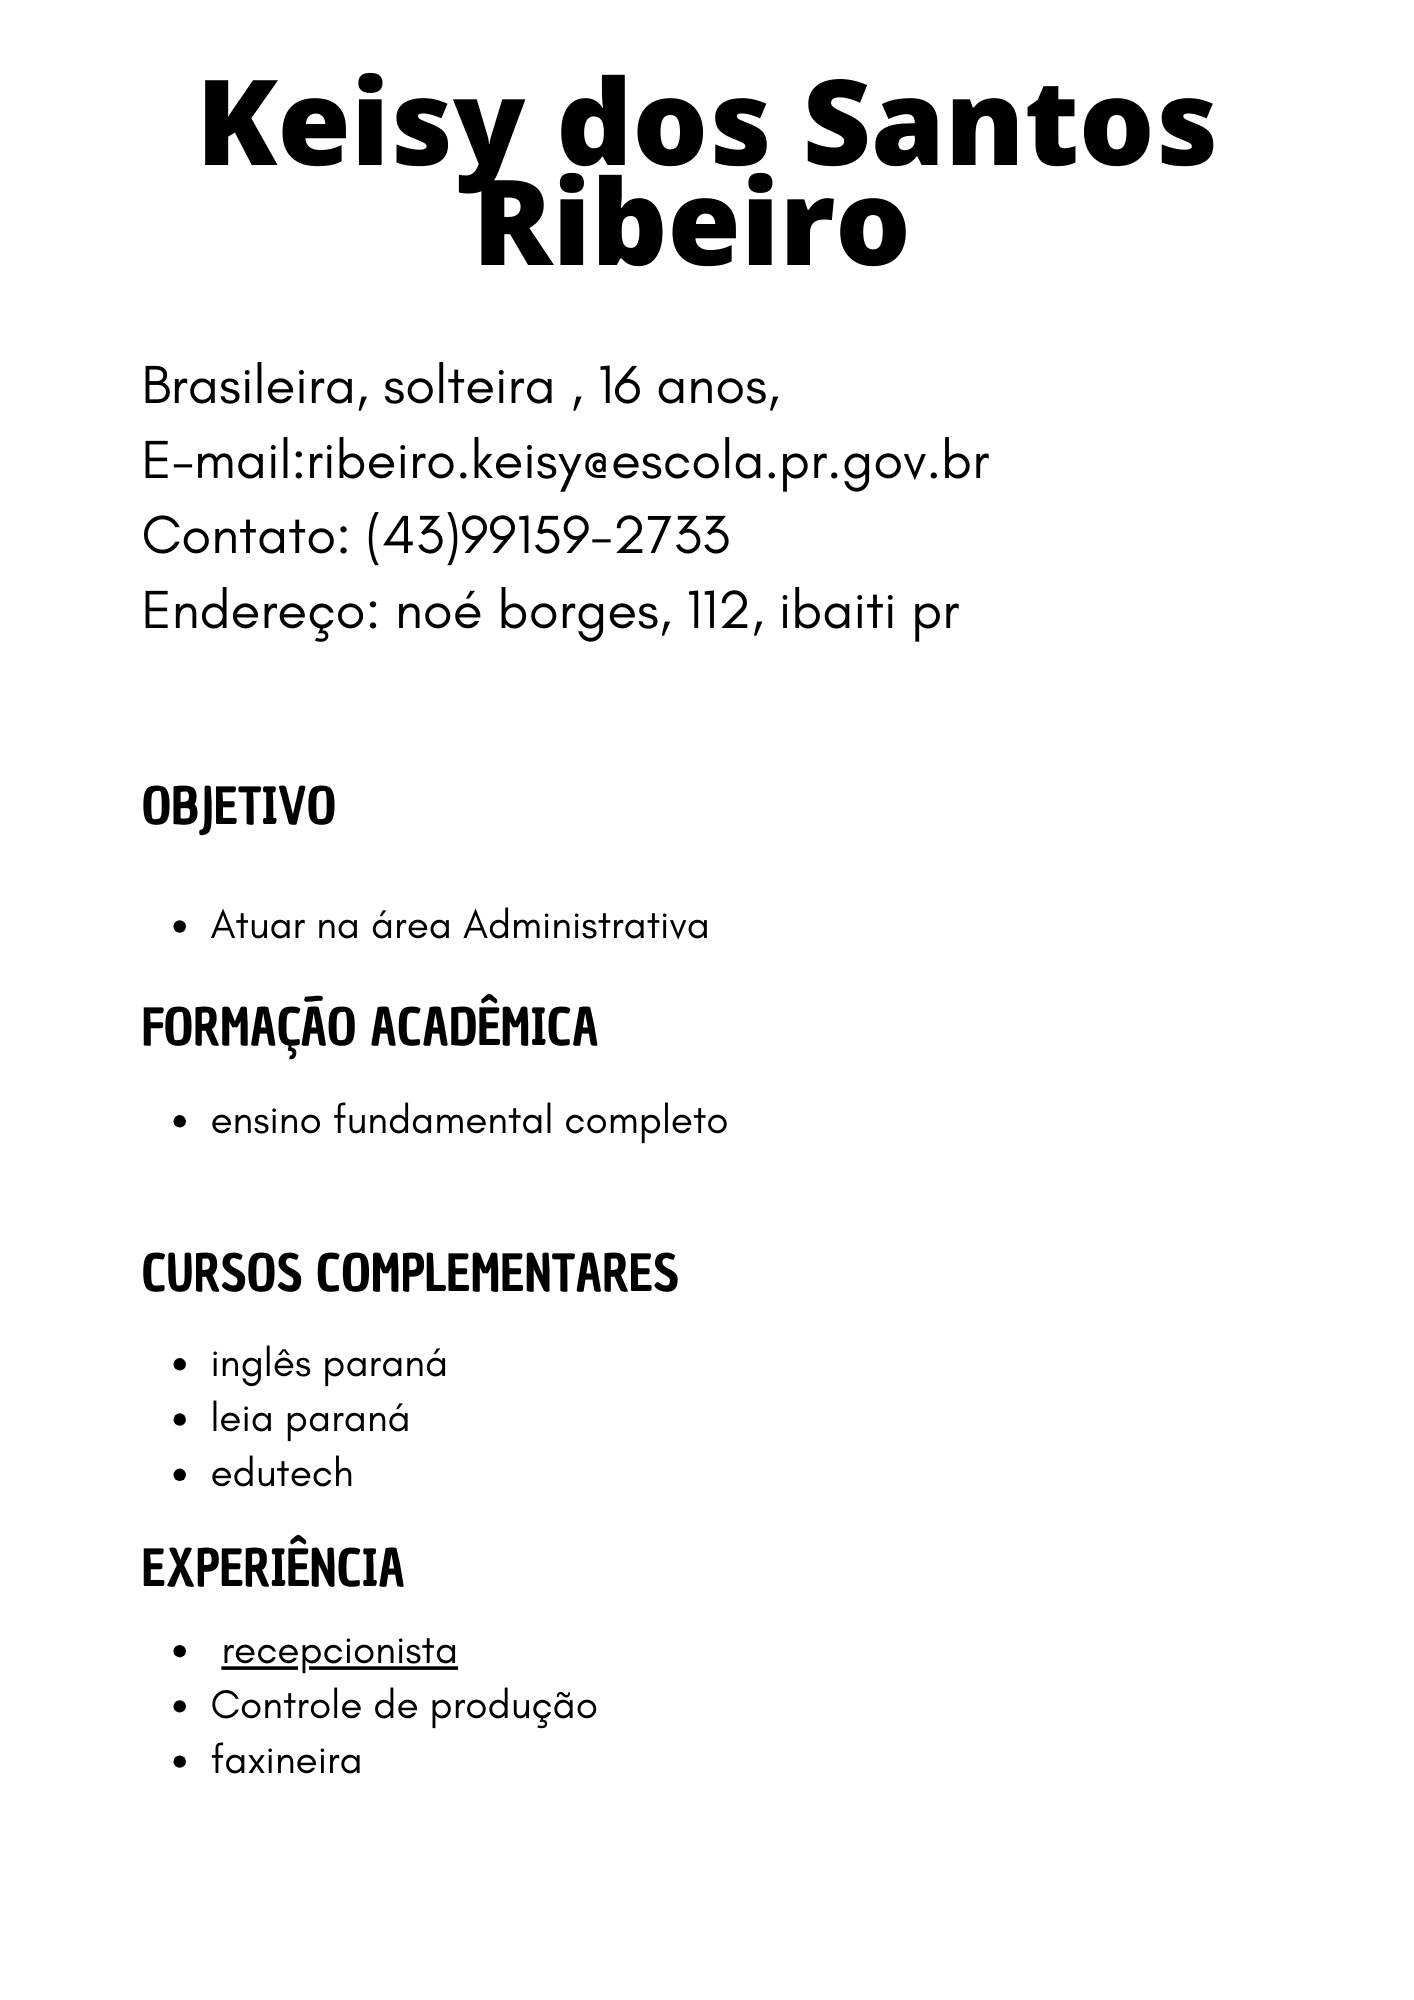 Keisy dos Santos
Ribeiro
Brasileira, solteira , 16 anos,
E-mail:ribeiro.keisy@escola.pr.gov.br
Contato: (43)99159-2733
Endereço: noé borges, 112, ibaiti pr
OBJETIVO
• Atuar na área Administrativa
FORMAÇÃO ACADÊMICA
• ensino fundamental completo
CURSOS COMPLEMENTARES
• inglês paraná
• leia paraná
• edutech
EXPERIÊNCIA
• recepcionista
• Controle de produção
• faxineira